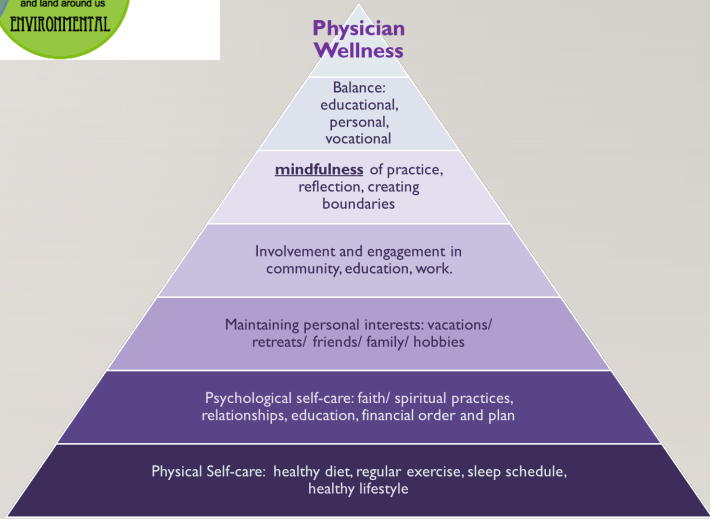 and land around us
ENVIRONMENTAL
Physician
Wellness
Balance:
educational,
personal,
vocational
mindfulness of practice,
reflection, creating
boundaries
Involvement and engagement in
community, education, work.
Maintaining personal interests: vacations/
retreats/ friends/ family/ hobbies
Psychological self-care: faith/ spiritual practices,
relationships, education, financial order and plan
Physical Self-care: healthy diet, regular exercise, sleep schedule,
healthy lifestyle